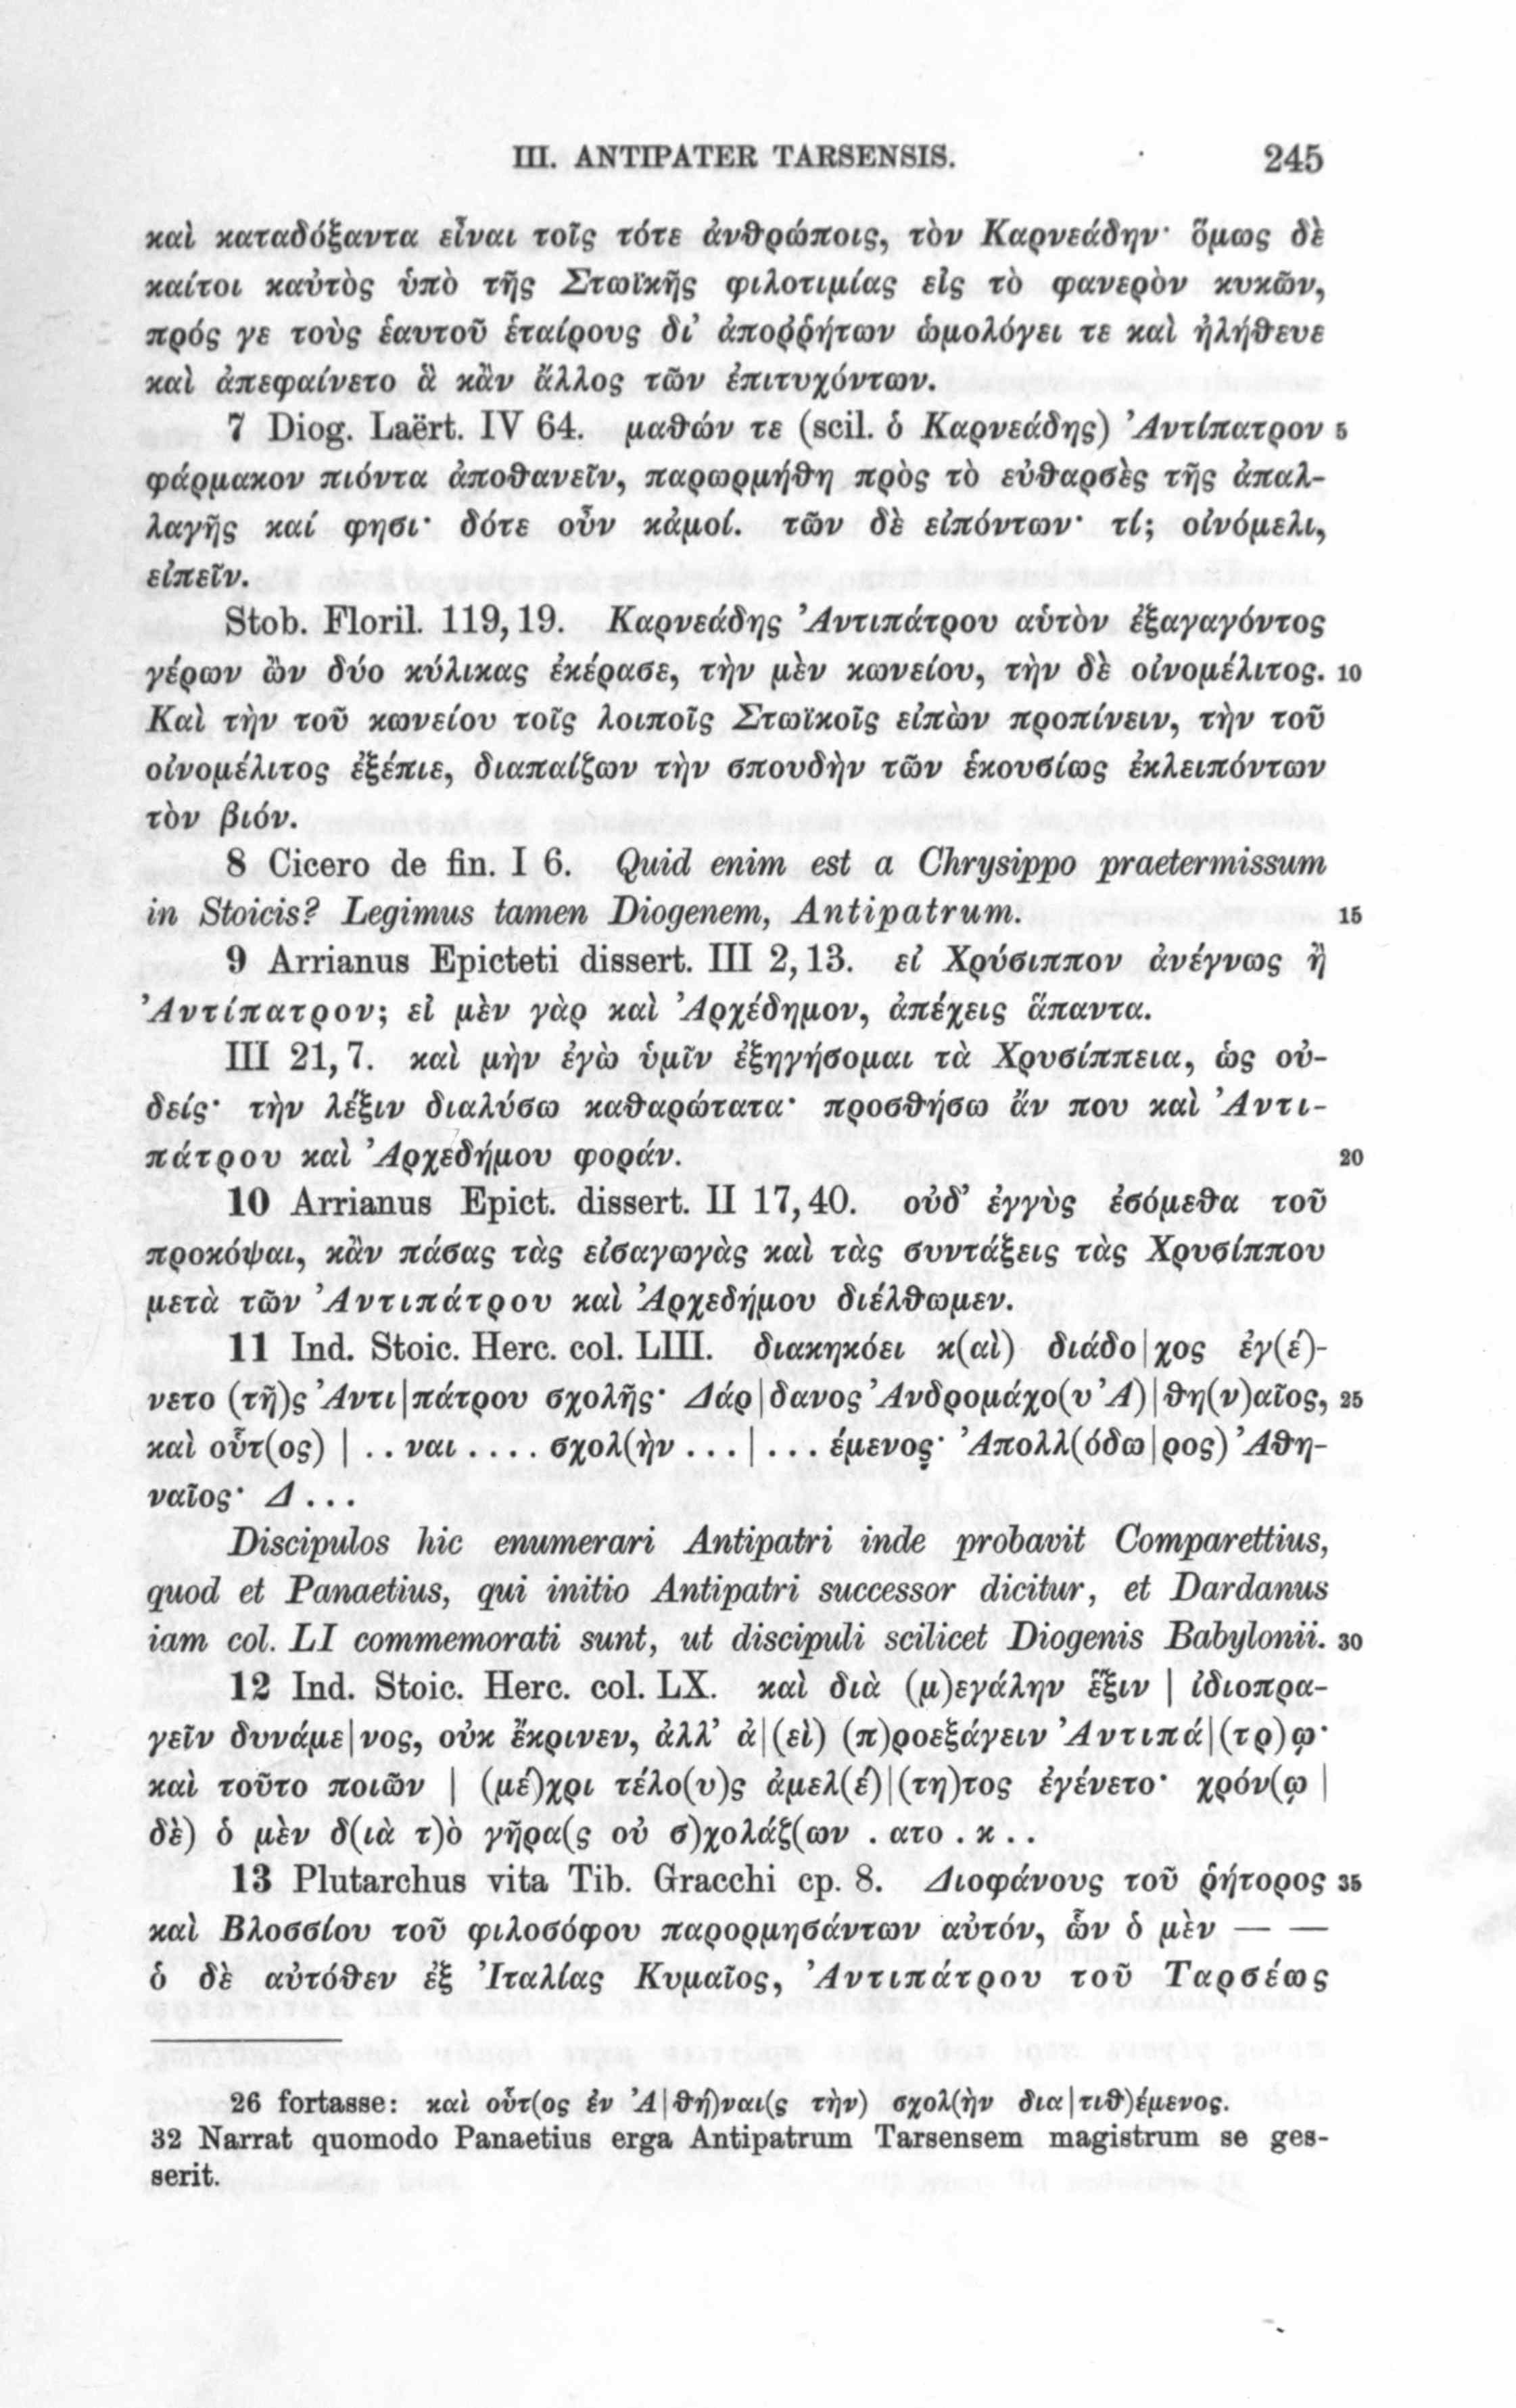 III. ANTIPATER TARSENSIS. 245
καὶ καταδόξαντα εἶναι τοῖς τότε ἀνθρώποις, τὸν Καρνεάδην· ὅμως δὲ
καίτοι καὐτὸς ὑπὸ τῆς Στωϊκῆς φιλοτιμίας εἰς τὸ φανερὸν κυκῶν,
πρός γε τοὺς ἑαυτοῦ ἑταίρους δι’ ἀποῤῥήτων ὡμολόγει τε καὶ ἠλήθευε
καὶ ἀπεφαίνετο ἃ κἂν ἄλλος τῶν ἐπιτυχόντων.
7 Diog. Laërt. IV 64. μαθών τε (scil. ὁ Καρνεάδης) Ἀντίπατρον 5
φάρμακον πιόντα ἀποθανεῖν, παρωρμήθη πρὸς τὸ εὐθαρσὲς τῆς ἀπαλ-
λαγῆς καί φησι· δότε οὖν κἀμοί. τῶν δὲ εἰπόντων· τί; οἰνόμελι,
εἰπεῖν.
Stob. Floril. 119,19. Καρνεάδης Ἀντιπάτρου αὑτὸν ἐξαγαγόντος
γέρων ὢν δύο κύλικας ἐκέρασε, τὴν μὲν κωνείου, τὴν δὲ οἰνομέλιτος. 10
Καὶ τὴν τοῦ κωνείου τοῖς λοιποῖς Στωϊκοῖς εἰπὼν προπίνειν, τὴν τοῦ
οἰνομέλιτος ἐξέπιε, διαπαίζων τὴν σπουδὴν τῶν ἑκουσίως ἐκλειπόντων
τὸν βιόν.
8 Cicero de fin. I 6. Quid enim est a Chrysippo praetermissum
in Stoicis? Legimus tamen Diogenem, Antipatrum. 15
9 Arrianus Epicteti dissert. III 2,13. εἰ Χρύσιππον ἀνέγνως ἢ
Ἀντίπατρον; εἰ μὲν γὰρ καὶ Ἀρχέδημον, ἀπέχεις ἅπαντα.
III 21,7. καὶ μὴν ἐγὼ ὑμῖν ἐξηγήσομαι τὰ Χρυσίππεια, ὡς οὐ-
δείς· τὴν λέξιν διαλύσω καθαρώτατα· προσθήσω ἄν που καὶ Ἀντι-
πάτρου καὶ Ἀρχεδήμου φοράν. 20
10 Arrianus Epict. dissert. II 17,40. οὐδ’ ἐγγὺς ἐσόμεθα τοῦ
προκόψαι, κἂν πάσας τὰς εἰσαγωγὰς καὶ τὰς συντάξεις τὰς Χρυσίππου
μετὰ τῶν Ἀντιπάτρου καὶ Ἀρχεδήμου διέλθωμεν.
11 Ind. Stoic. Herc. col. LIII. διακηκόει κ(αὶ) διάδο|χος ἐγ(έ)-
νετο (τῆ)ς Ἀντι|πάτρου σχολῆς· Δάρ|δανος Ἀνδρομάχο(υ Ἀ)|θη(ν)αῖος, 25
καὶ οὗτ(ος) | . . ναι . . . . σχολ(ὴν . . . | . . . έμενος̣· Ἀπολλ(όδω|ρος) Ἀθη-
ναῖος· Δ . . .
Discipulos hic enumerari Antipatri inde probavit Comparettius,
quod et Panaetius, qui initio Antipatri successor dicitur, et Dardanus
iam col. LI commemorati sunt, ut discipuli scilicet Diogenis Babylonii. 30
12 Ind. Stoic. Herc. col. LX. καὶ διὰ (μ)εγάλην ἕξιν | ἰδιοπρα-
γεῖν δυνάμε|νος, οὐκ ἔκρινεν, ἀλλ’ ἀ|(εὶ) (π)ροεξάγειν Ἀντιπά|(τρ)ῳ·
καὶ τοῦτο ποιῶν | (μέ)χρι τέλο(υ)ς ἀμελ(έ)|(τη)τος ἐγένετο· χρόν(ῳ |
δὲ) ὁ μὲν δ(ιὰ τ)ὸ γῆρα(ς οὐ σ)χολάζ(ων . ατο . κ . .
13 Plutarchus vita Tib. Gracchi cp. 8. Διοφάνους τοῦ ῥήτορος 35
καὶ Βλοσσίου τοῦ φιλοσόφου παρορμησάντων αὐτόν, ὧν ὁ μὲν — —
ὁ δὲ αὐτόθεν ἐξ Ἰταλίας Κυμαῖος, Ἀντιπάτρου τοῦ Ταρσέως
26 fortasse: καὶ οὗτ(ος ἐν Ἀ|θή)ναι(ς τὴν) σχολ(ὴν δια|τιθ)έμενος.
32 Narrat quomodo Panaetius erga Antipatrum Tarsensem magistrum se ges-
serit.